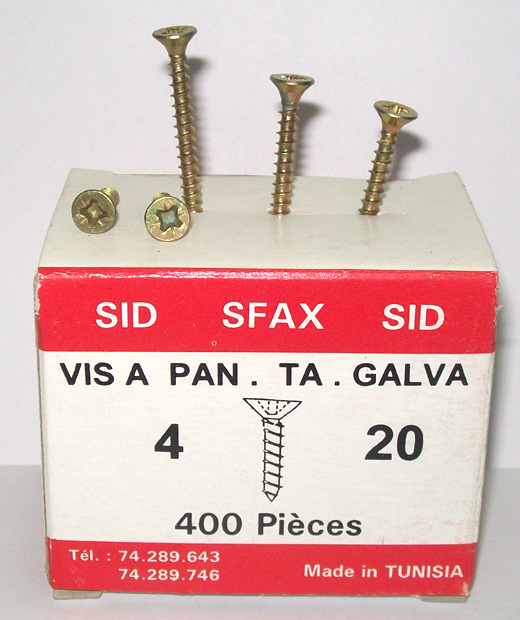 SID SFAX SID
VIS A PAN . TA . GALVA
4 20
400 Pièces
Tél. : 74.289.643
74.289.746 Made in TUNISIA